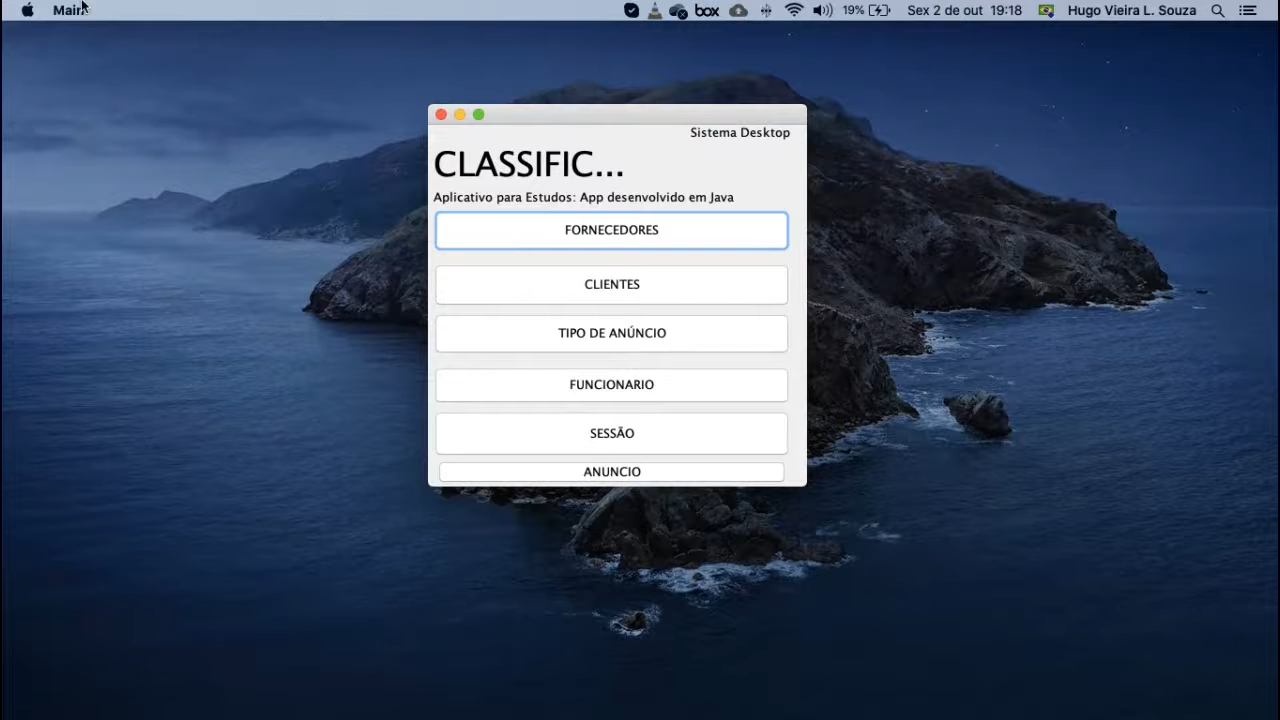 Main
box 19% Sex 2 de out 19:18 Hugo Vieira L. Souza
Sistema Desktop
CLASSIFIC...
Aplicativo para Estudos: App desenvolvido em Java
FORNECEDORES
CLIENTES
TIPO DE ANÚNCIO
FUNCIONARIO
SESSÃO
ANUNCIO